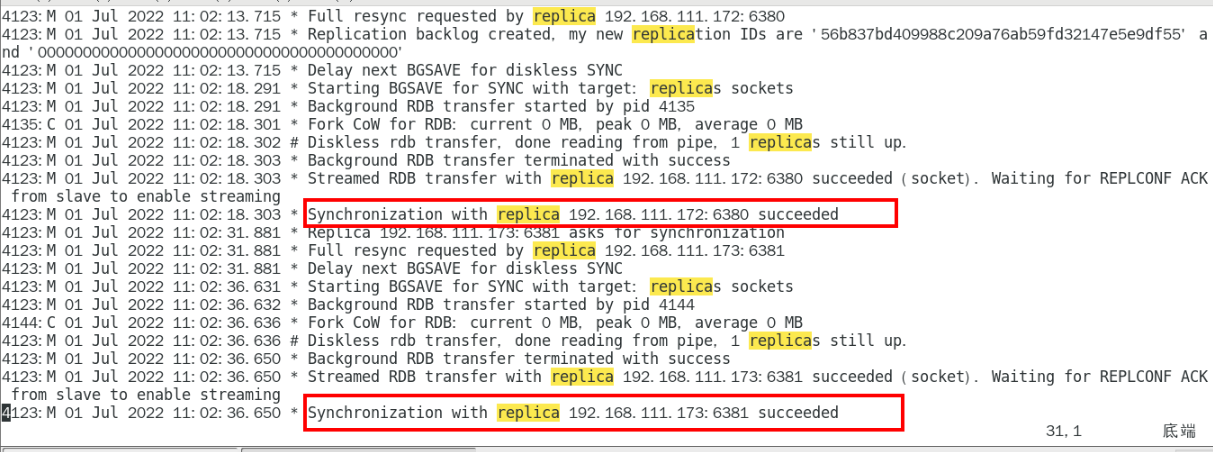 4123:M 01 Jul 2022 11:02:13.715 * Full resync requested by replica 192.168.111.172:6380
4123:M 01 Jul 2022 11:02:13.715 * Replication backlog created, my new replication IDs are '56b837bd409988c209a76ab59fd32147e5e9df55' a
nd '0000000000000000000000000000000000000000'
4123:M 01 Jul 2022 11:02:13.715 * Delay next BGSAVE for diskless SYNC
4123:M 01 Jul 2022 11:02:18.291 * Starting BGSAVE for SYNC with target: replicas sockets
4123:M 01 Jul 2022 11:02:18.291 * Background RDB transfer started by pid 4135
4135:C 01 Jul 2022 11:02:18.301 * Fork CoW for RDB: current 0 MB, peak 0 MB, average 0 MB
4123:M 01 Jul 2022 11:02:18.302 # Diskless rdb transfer, done reading from pipe, 1 replicas still up.
4123:M 01 Jul 2022 11:02:18.303 * Background RDB transfer terminated with success
4123:M 01 Jul 2022 11:02:18.303 * Streamed RDB transfer with replica 192.168.111.172:6380 succeeded (socket). Waiting for REPLCONF ACK
from slave to enable streaming
4123:M 01 Jul 2022 11:02:18.303 * Synchronization with replica 192.168.111.172:6380 succeeded
4123:M 01 Jul 2022 11:02:31.881 * Replica 192.168.111.173:6381 asks for synchronization
4123:M 01 Jul 2022 11:02:31.881 * Full resync requested by replica 192.168.111.173:6381
4123:M 01 Jul 2022 11:02:31.881 * Delay next BGSAVE for diskless SYNC
4123:M 01 Jul 2022 11:02:36.631 * Starting BGSAVE for SYNC with target: replicas sockets
4123:M 01 Jul 2022 11:02:36.632 * Background RDB transfer started by pid 4144
4144:C 01 Jul 2022 11:02:36.636 * Fork CoW for RDB: current 0 MB, peak 0 MB, average 0 MB
4123:M 01 Jul 2022 11:02:36.636 # Diskless rdb transfer, done reading from pipe, 1 replicas still up.
4123:M 01 Jul 2022 11:02:36.650 * Background RDB transfer terminated with success
4123:M 01 Jul 2022 11:02:36.650 * Streamed RDB transfer with replica 192.168.111.173:6381 succeeded (socket). Waiting for REPLCONF ACK
from slave to enable streaming
4123:M 01 Jul 2022 11:02:36.650 * Synchronization with replica 192.168.111.173:6381 succeeded
31,1 底端